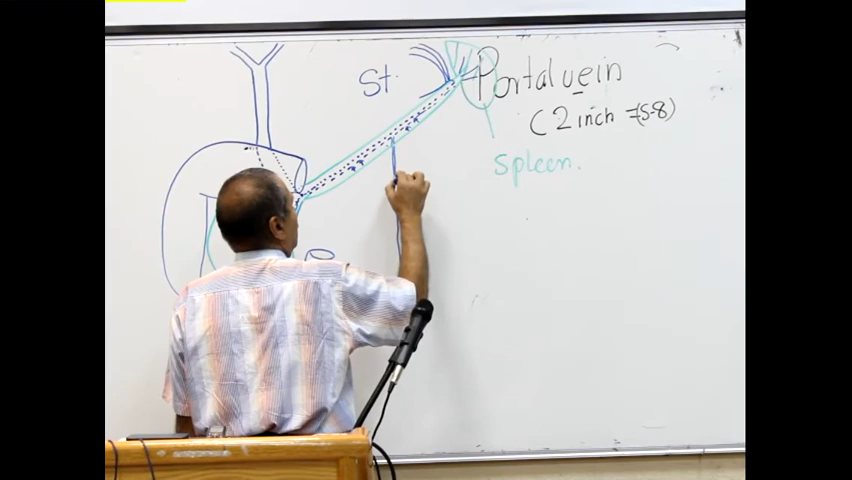 St.
Portal vein
(2 inch =(5-8)
Spleen.